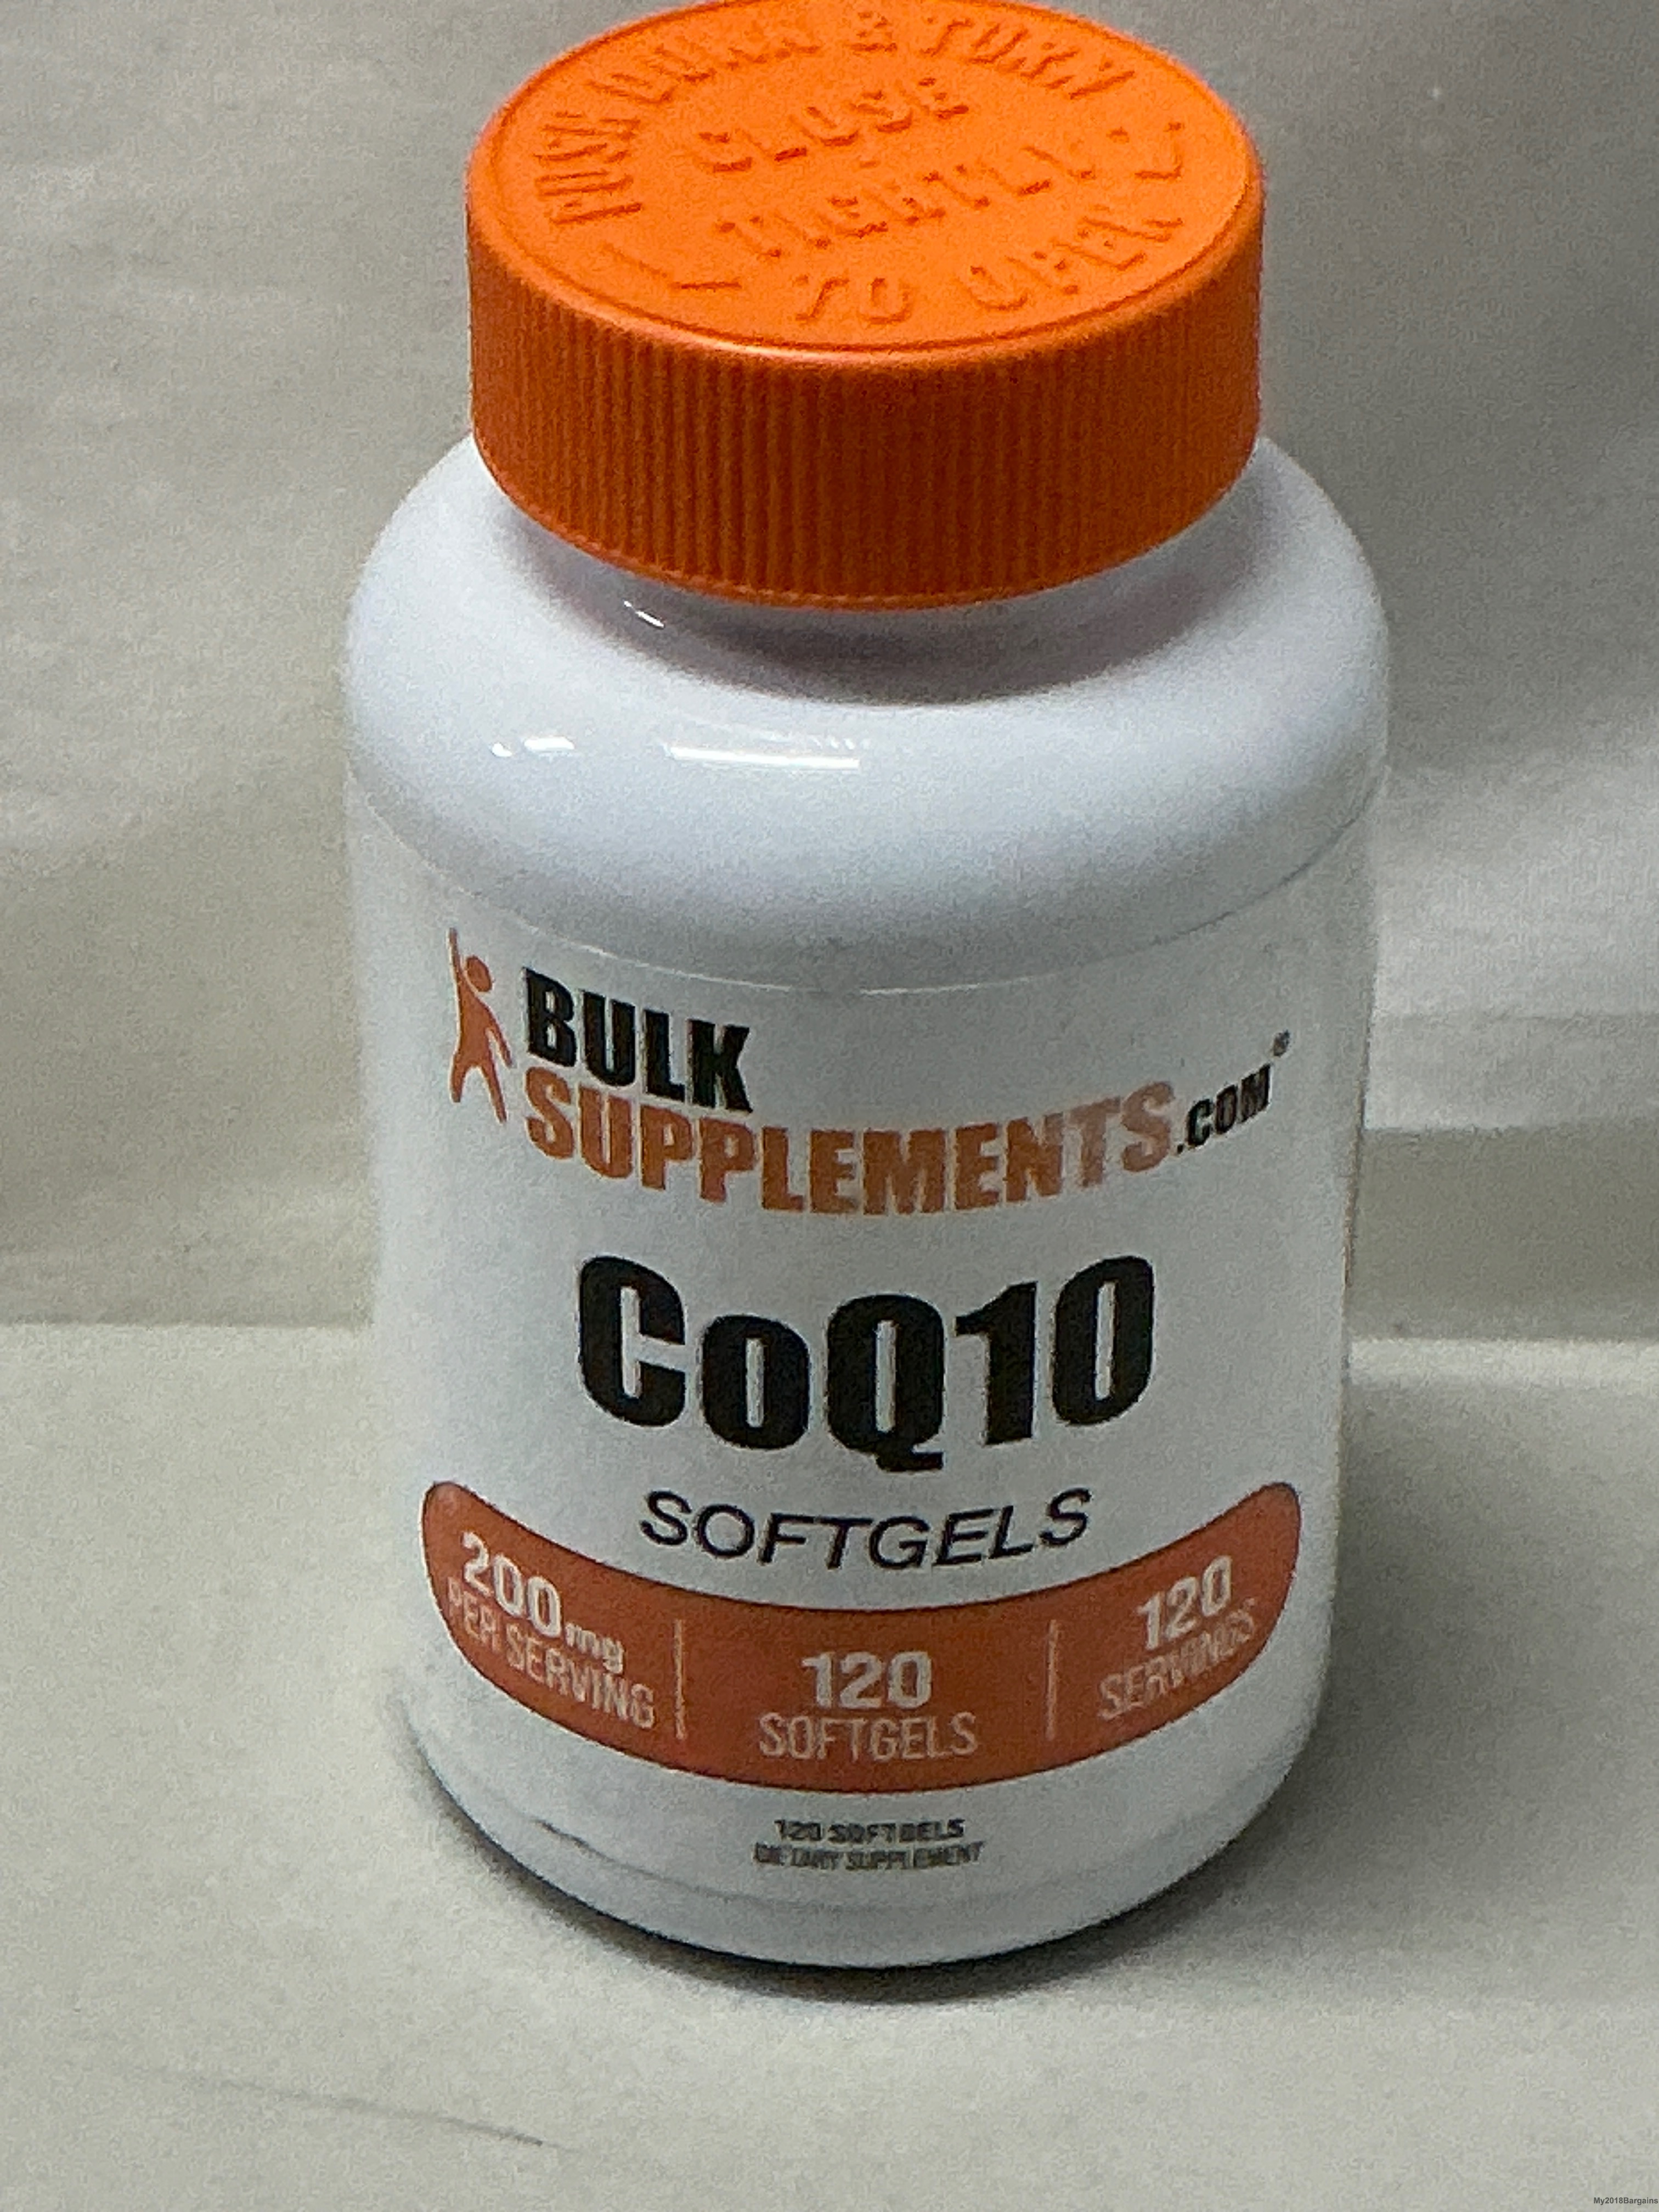 PUSH DOWN & TURN
CLOSE
TIGHTLY
TO OPEN
BULK
SUPPLEMENTS.COM®
CoQ10
SOFTGELS
200mg
PER SERVING
120
SOFTGELS
120
SERVINGS
120 SOFTGELS
DIETARY SUPPLEMENT
My2018Bargains